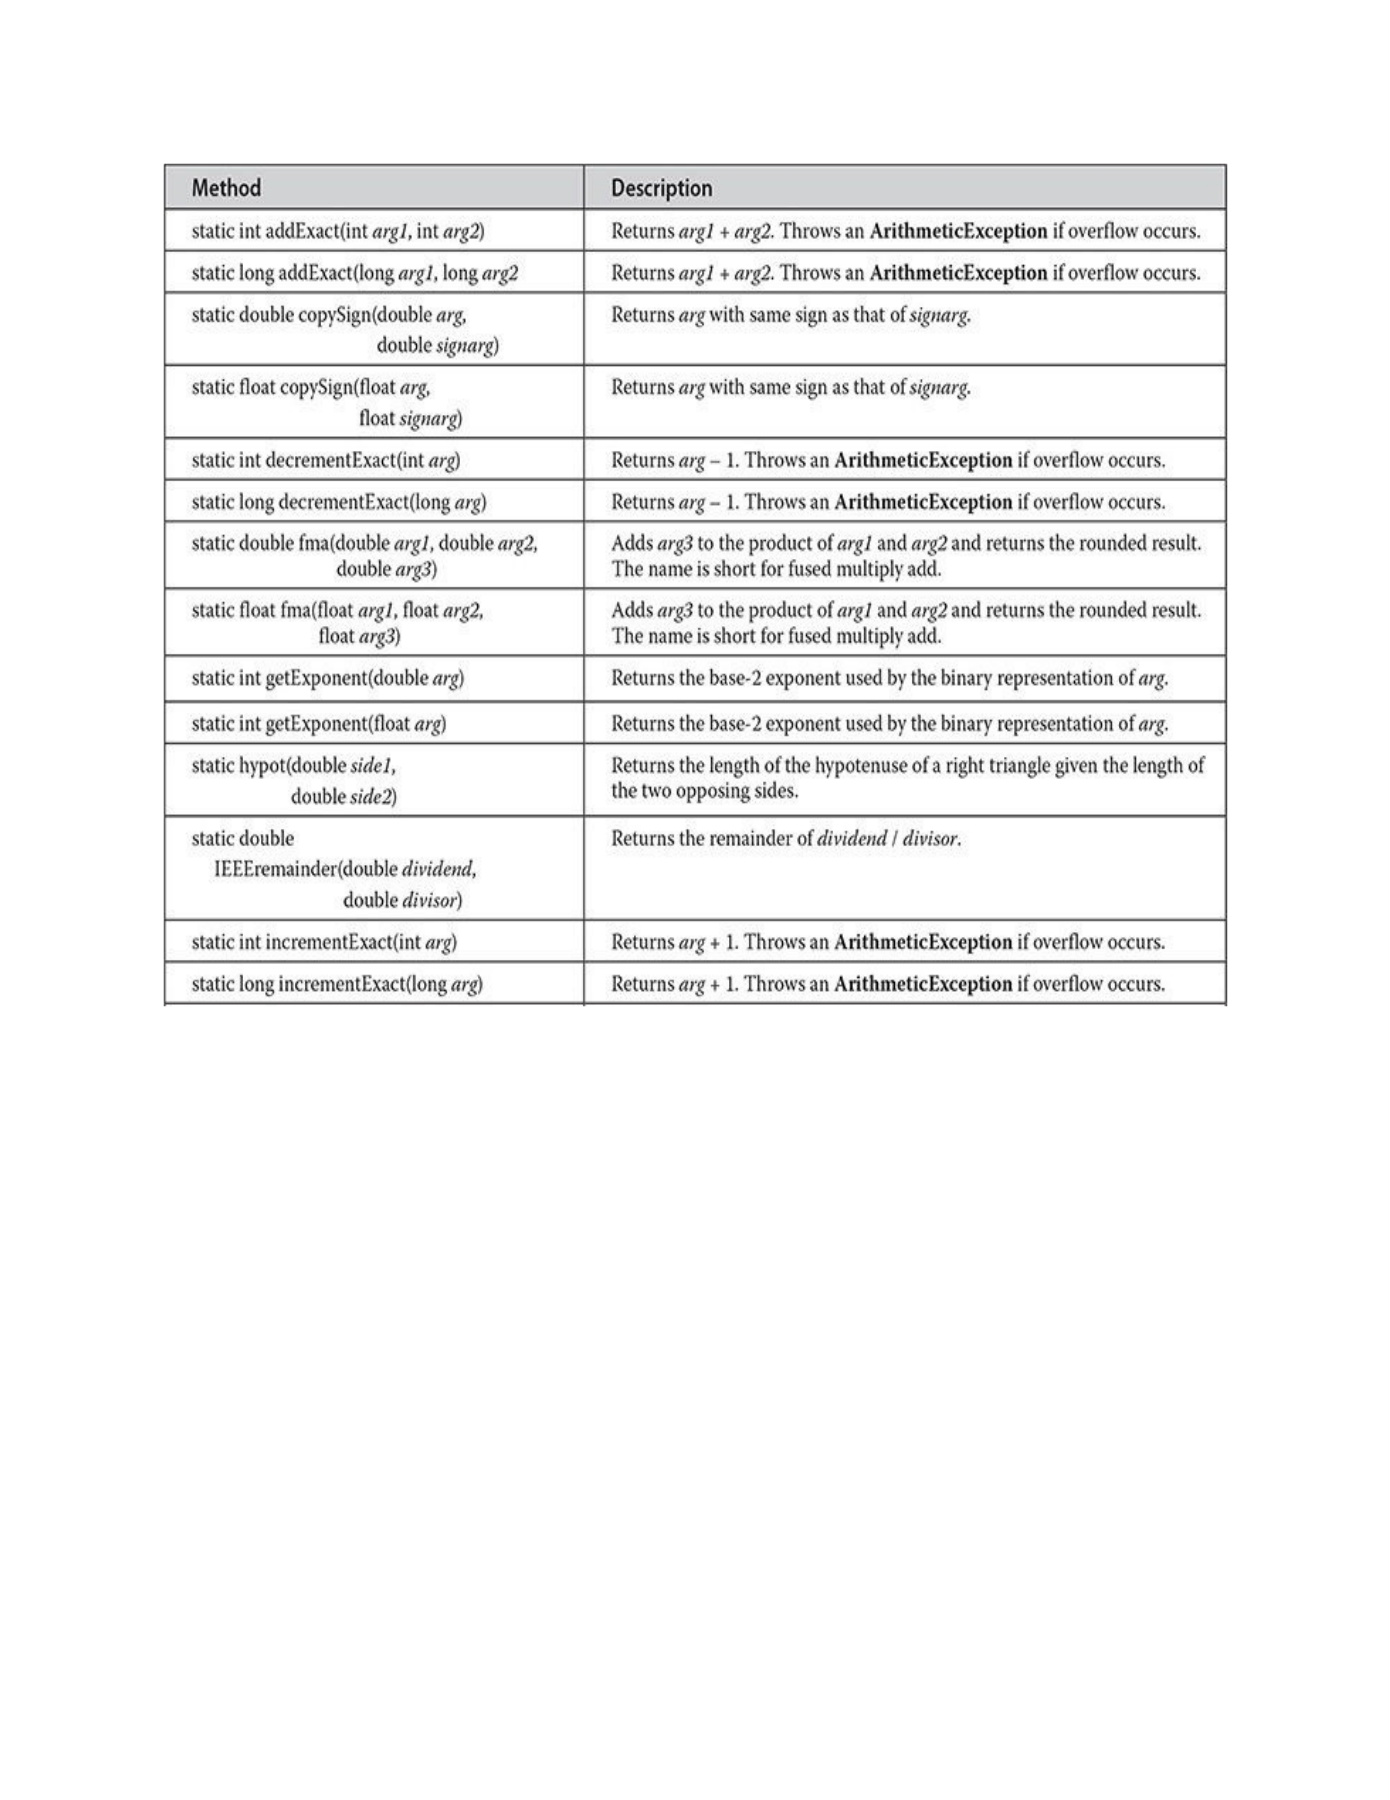 Method Description
static int addExact(int arg1, int arg2) Returns arg1 + arg2. Throws an ArithmeticException if overflow occurs.
static long addExact(long arg1, long arg2 Returns arg1 + arg2. Throws an ArithmeticException if overflow occurs.
static double copySign(double arg, Returns arg with same sign as that of signarg.
double signarg)
static float copySign(float arg, Returns arg with same sign as that of signarg.
float signarg)
static int decrementExact(int arg) Returns arg – 1. Throws an ArithmeticException if overflow occurs.
static long decrementExact(long arg) Returns arg – 1. Throws an ArithmeticException if overflow occurs.
static double fma(double arg1, double arg2, Adds arg3 to the product of arg1 and arg2 and returns the rounded result.
double arg3) The name is short for fused multiply add.
static float fma(float arg1, float arg2, Adds arg3 to the product of arg1 and arg2 and returns the rounded result.
float arg3) The name is short for fused multiply add.
static int getExponent(double arg) Returns the base-2 exponent used by the binary representation of arg.
static int getExponent(float arg) Returns the base-2 exponent used by the binary representation of arg.
static hypot(double side1, Returns the length of the hypotenuse of a right triangle given the length of
double side2) the two opposing sides.
static double Returns the remainder of dividend / divisor.
IEEEremainder(double dividend,
double divisor)
static int incrementExact(int arg) Returns arg + 1. Throws an ArithmeticException if overflow occurs.
static long incrementExact(long arg) Returns arg + 1. Throws an ArithmeticException if overflow occurs.